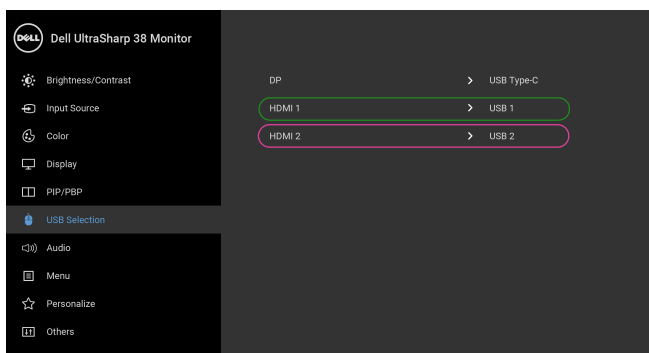 DELL Dell UltraSharp 38 Monitor
Brightness/Contrast
DP > USB Type-C
Input Source
HDMI 1 > USB 1
Color
HDMI 2 > USB 2
Display
PIP/PBP
USB Selection
Audio
Menu
Personalize
Others